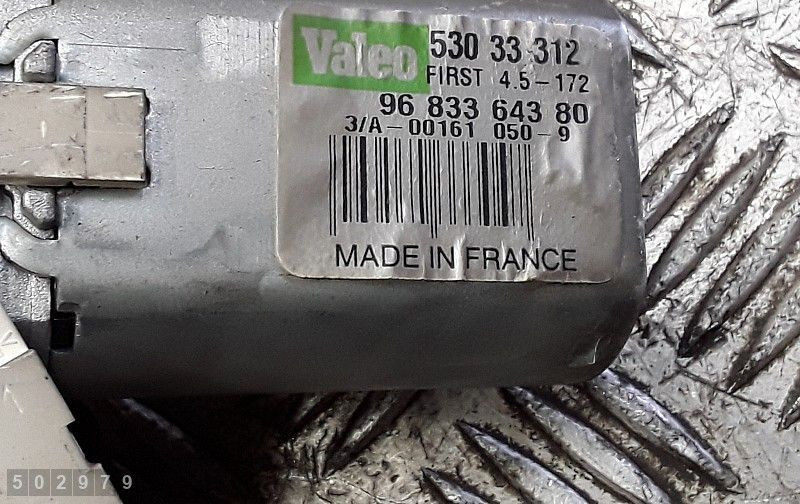 Valeo 530 33 312
FIRST 4.5-172
96 833 643 80
3/A-00161 050-9
MADE IN FRANCE
502979